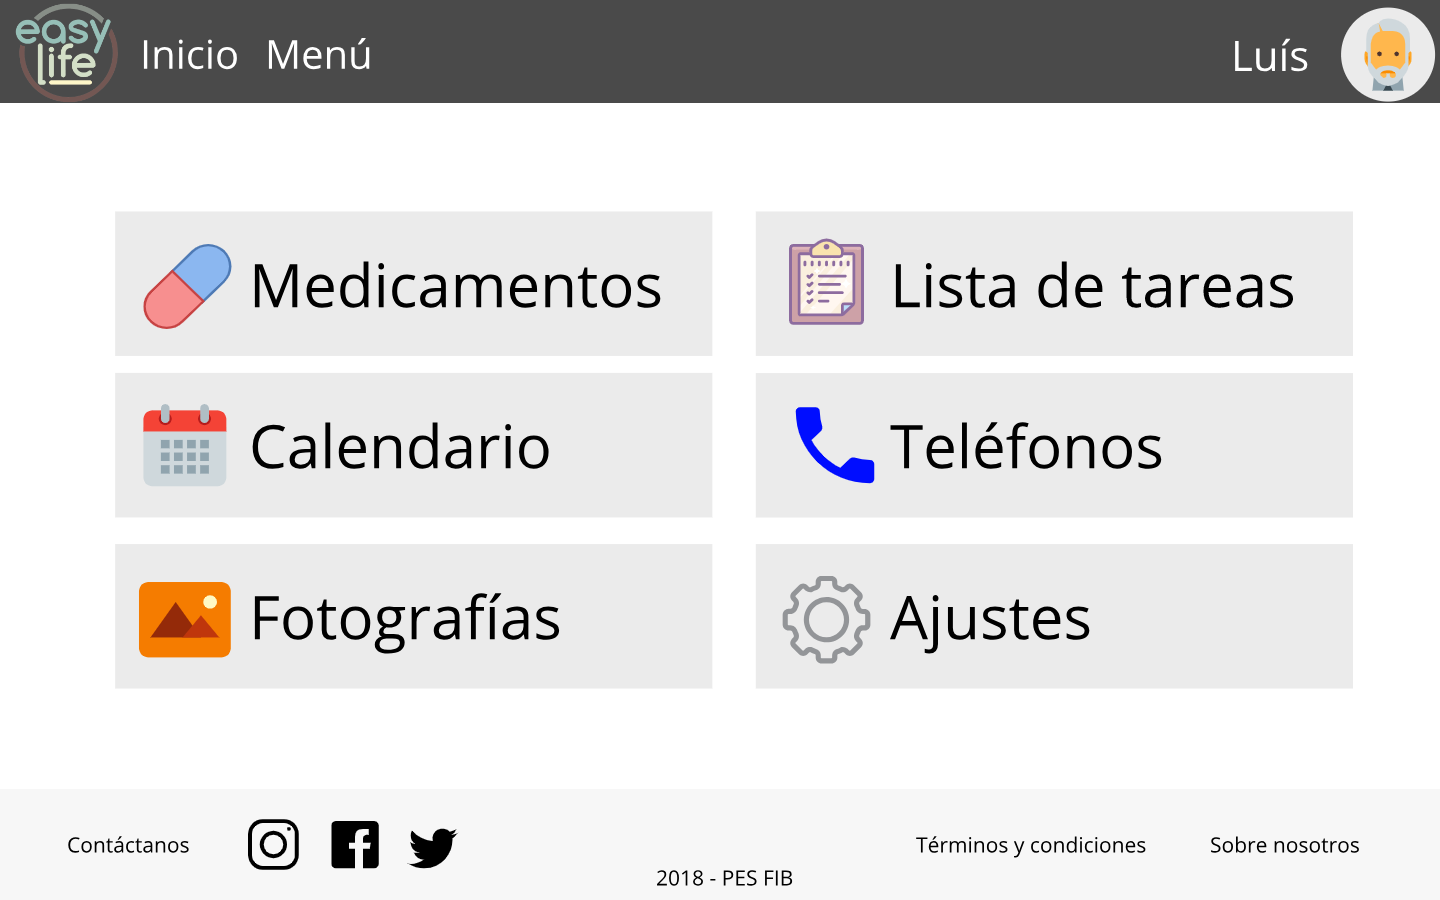 easy
life
Inicio Menú
Luís
Medicamentos
Lista de tareas
Calendario
Teléfonos
Fotografías
Ajustes
Contáctanos
Términos y condiciones
Sobre nosotros
2018 - PES FIB